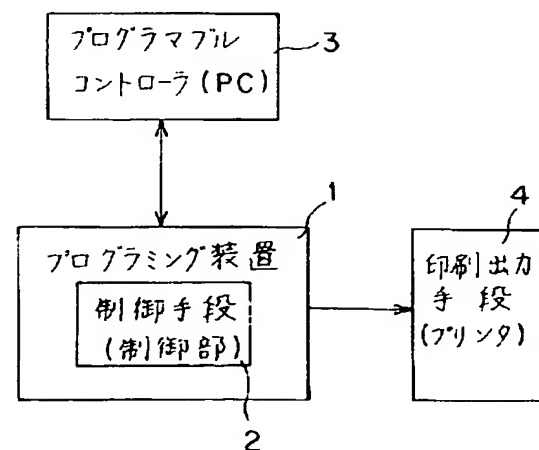 プログラマブル
コントローラ(PC)
3
1
プログラミング装置
制御手段
(制御部)
2
4
印刷出力
手段
(プリンタ)